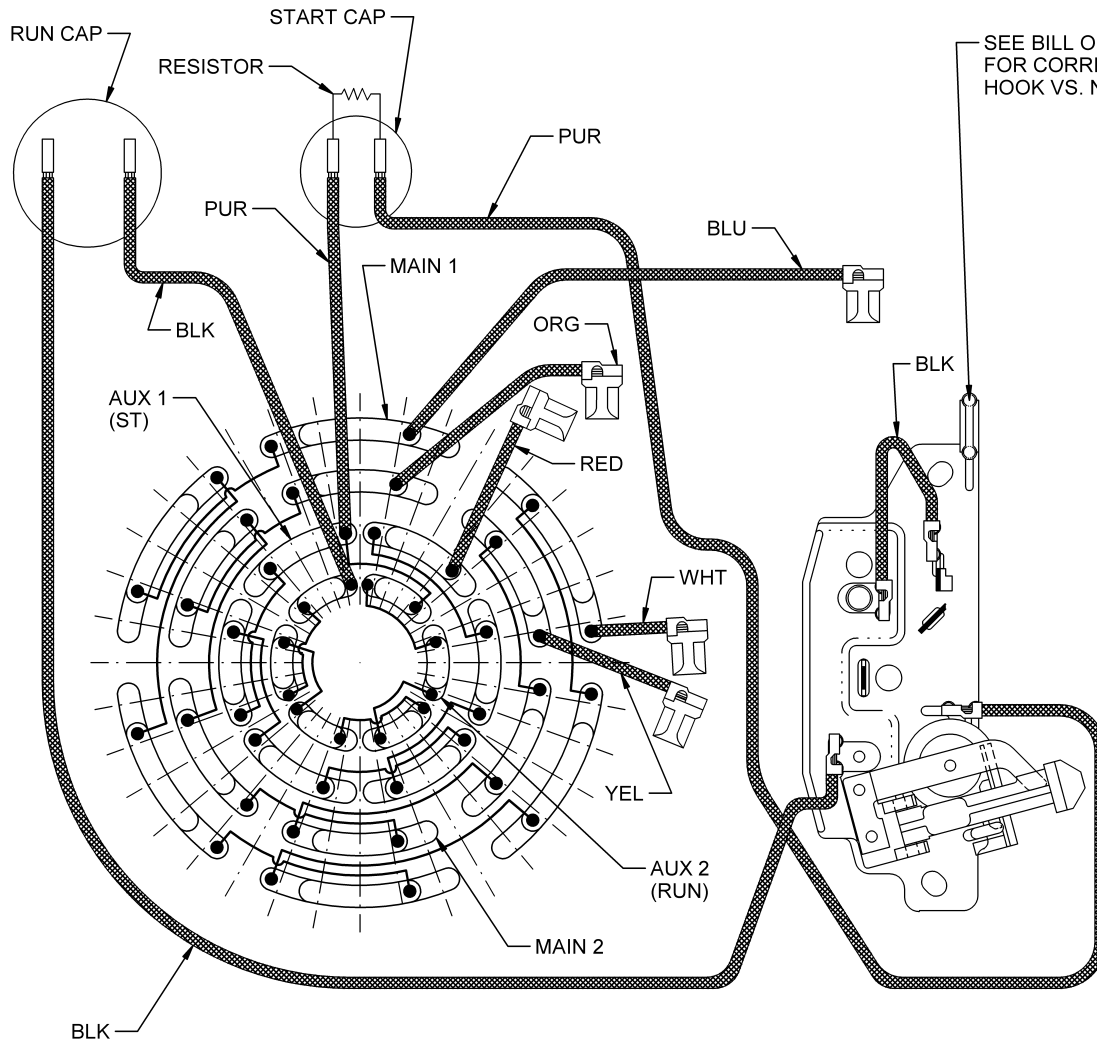 START CAP
RUN CAP
SEE BILL O
FOR CORR
HOOK VS.
RESISTOR
PUR
PUR
BLU
MAIN 1
BLK
ORG
BLK
AUX 1
(ST)
RED
WHT
YEL
AUX 2
(RUN)
MAIN 2
BLK